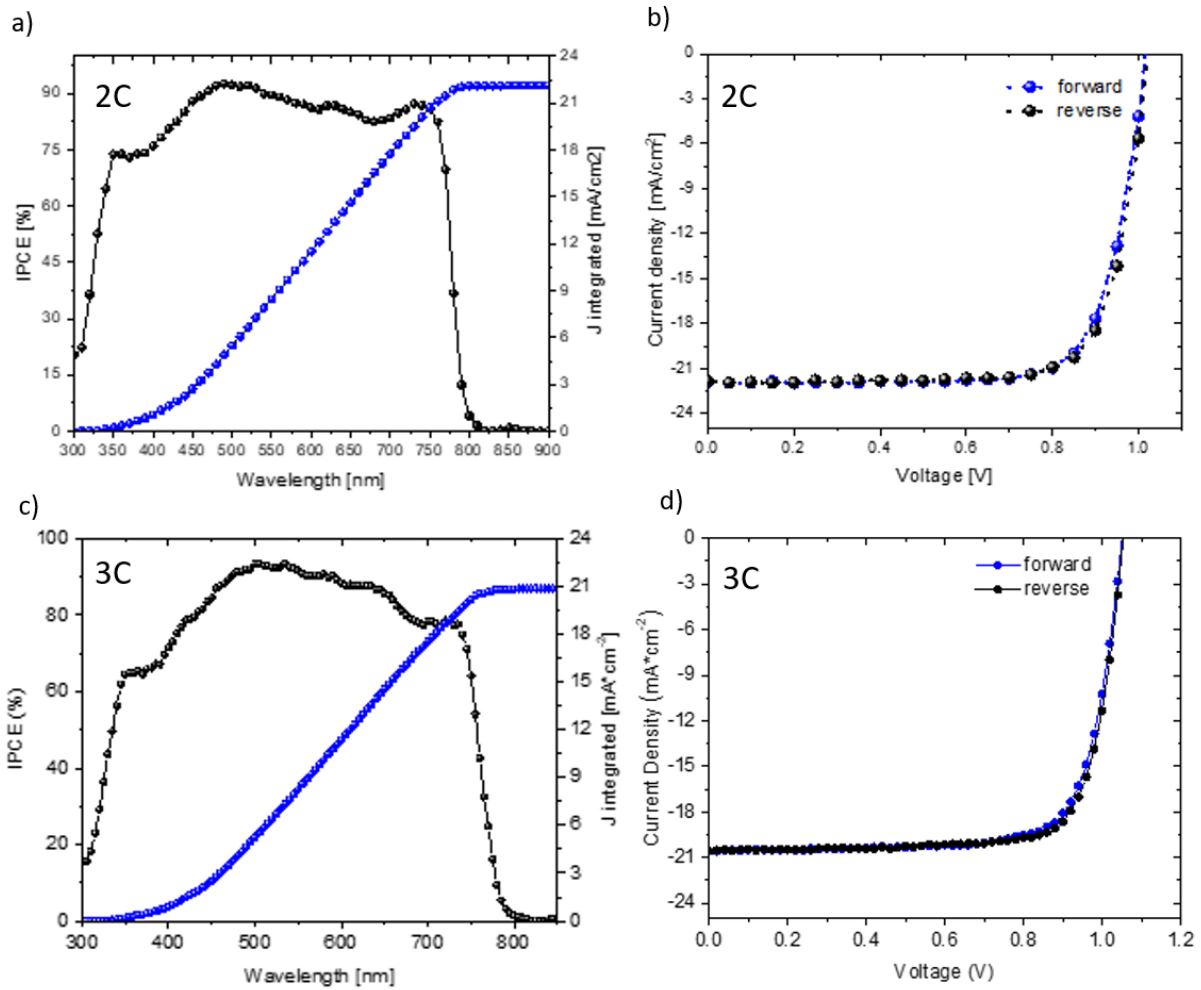 a)
2C
IPCE [%]
90
75
60
45
30
15
0
24
21
18
15
12
9
6
3
0
J integrated [mA/cm2]
300 350 400 450 500 550 600 650 700 750 800 850 900
Wavelength [nm]
b)
2C
forward
reverse
Current density [mA/cm²]
0
-3
-6
-9
-12
-15
-18
-21
-24
0.0 0.2 0.4 0.6 0.8 1.0
Voltage [V]
c)
3C
IPCE (%)
100
80
60
40
20
0
24
21
18
15
12
9
6
3
0
J integrated [mA*cm⁻²]
300 400 500 600 700 800
Wavelength [nm]
d)
3C
forward
reverse
Current Density (mA*cm⁻²)
0
-3
-6
-9
-12
-15
-18
-21
-24
0.0 0.2 0.4 0.6 0.8 1.0 1.2
Voltage (V)